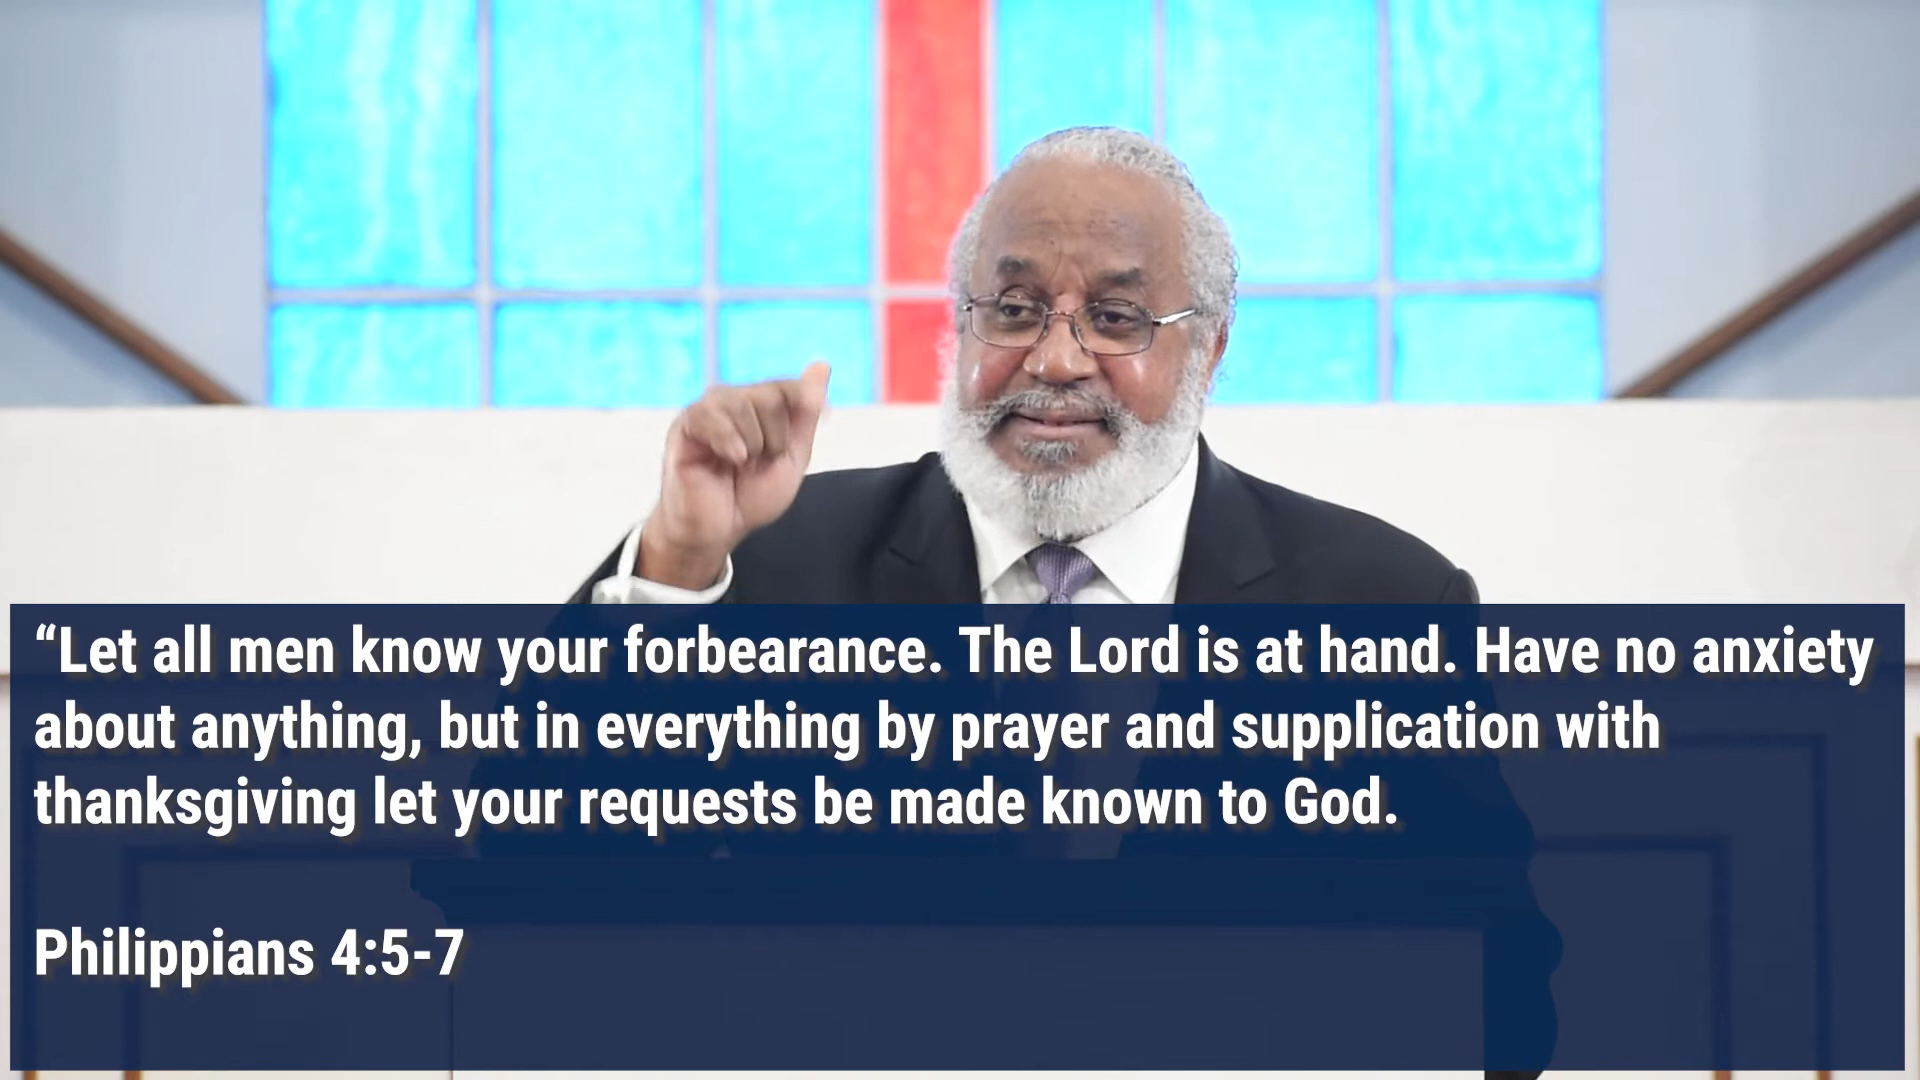 “Let all men know your forbearance. The Lord is at hand. Have no anxiety
about anything, but in everything by prayer and supplication with
thanksgiving let your requests be made known to God.
Philippians 4:5-7